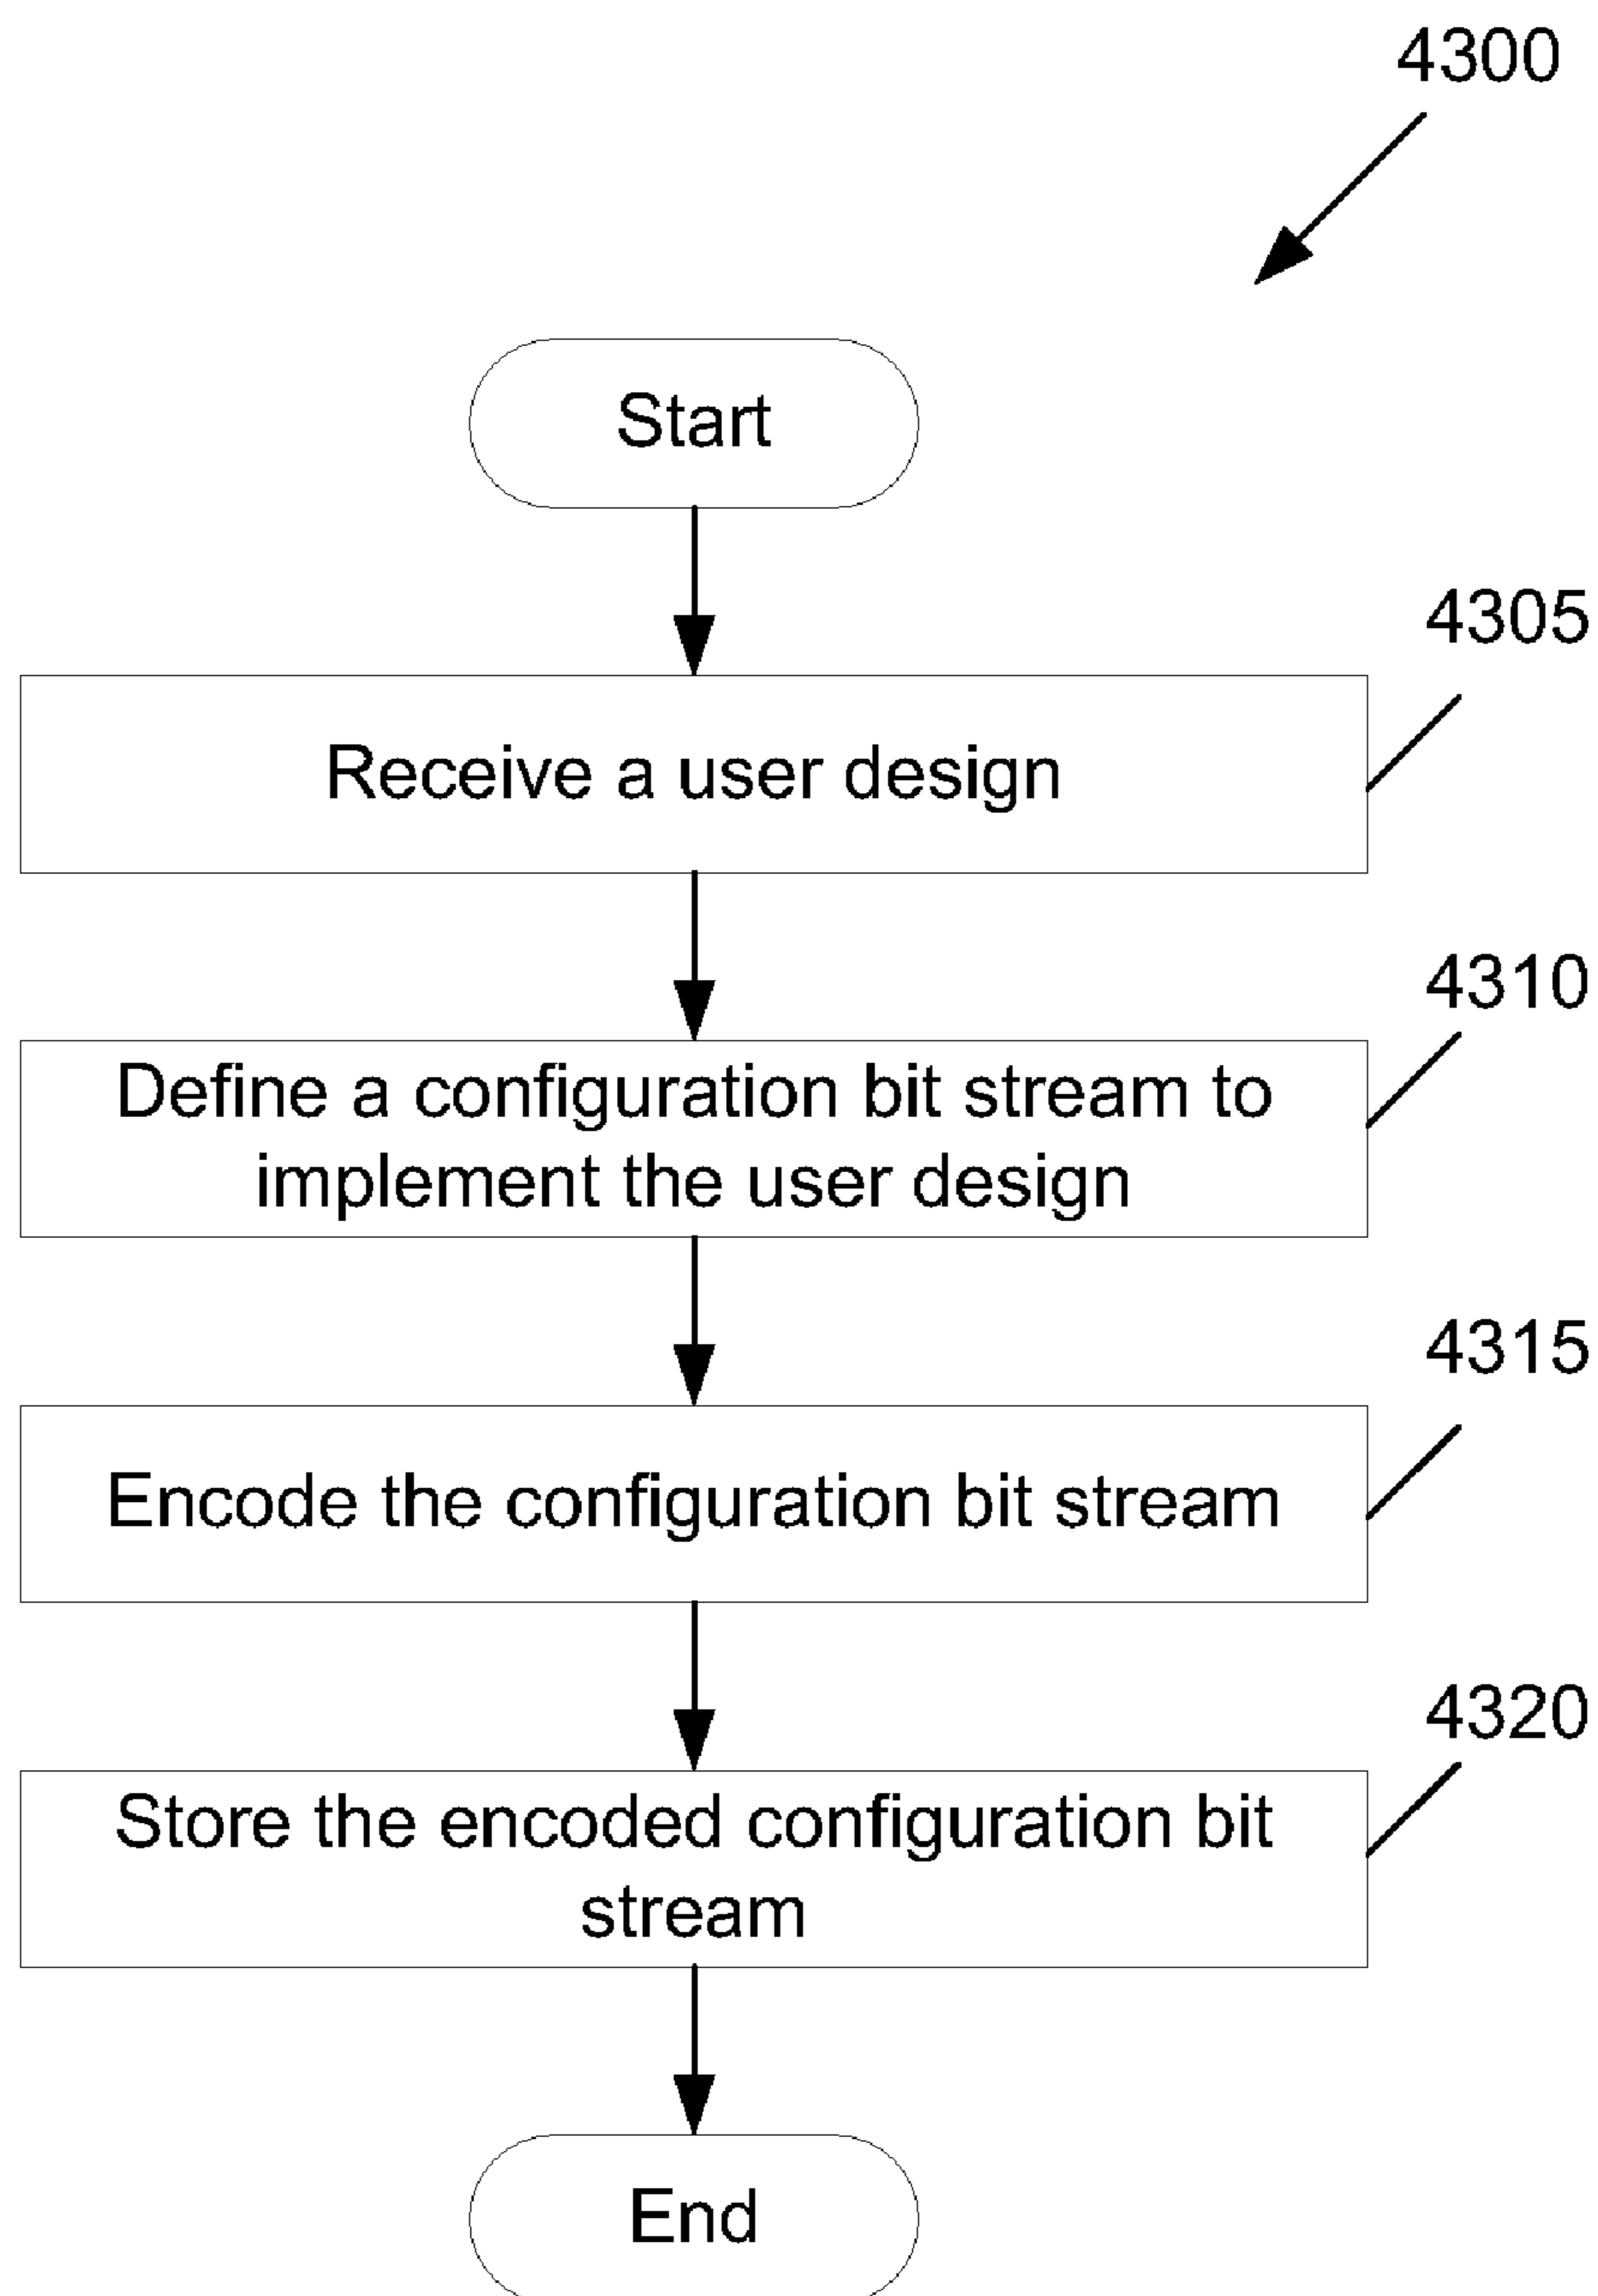 4300
Start
4305
Receive a user design
4310
Define a configuration bit stream to
implement the user design
4315
Encode the configuration bit stream
4320
Store the encoded configuration bit
stream
End